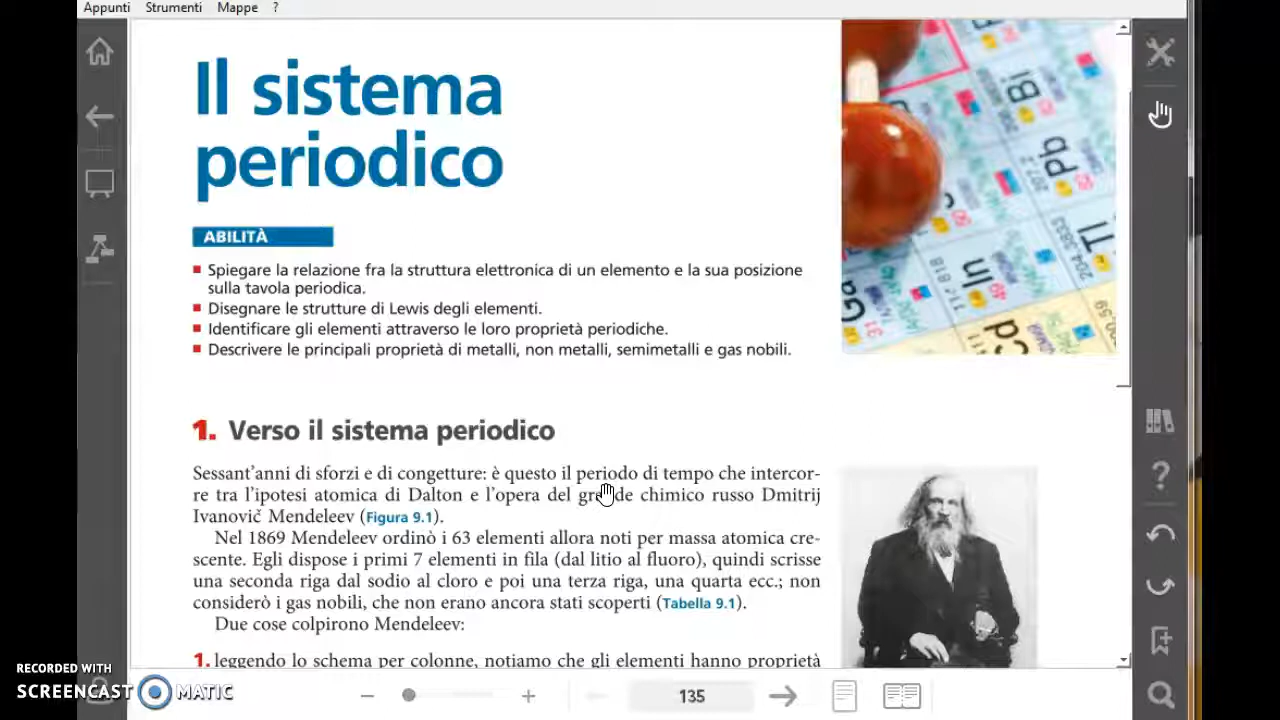 Appunti Strumenti Mappe ?
Il sistema
periodico
ABILITÀ
Spiegare la relazione fra la struttura elettronica di un elemento e la sua posizione
sulla tavola periodica.
Disegnare le strutture di Lewis degli elementi.
Identificare gli elementi attraverso le loro proprietà periodiche.
Descrivere le principali proprietà di metalli, non metalli, semimetalli e gas nobili.
Bi
Pb
Tl
In
Ga
49
31
1. Verso il sistema periodico
Sessant'anni di sforzi e di congetture: è questo il periodo di tempo che intercor-
re tra l'ipotesi atomica di Dalton e l'opera del grande chimico russo Dmitrij
Ivanovič Mendeleev (Figura 9.1).
Nel 1869 Mendeleev ordinò i 63 elementi allora noti per massa atomica cre-
scente. Egli dispose i primi 7 elementi in fila (dal litio al fluoro), quindi scrisse
una seconda riga dal sodio al cloro e poi una terza riga, una quarta ecc.; non
considerò i gas nobili, che non erano ancora stati scoperti (Tabella 9.1).
Due cose colpirono Mendeleev:
1. leggendo lo schema per colonne, notiamo che gli elementi hanno proprietà
RECORDED WITH
SCREENCAST MATIC
135